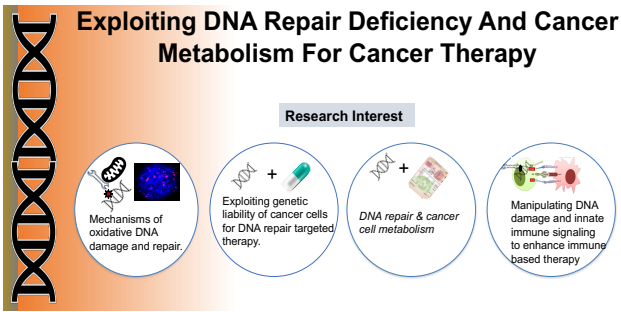 Exploiting DNA Repair Deficiency And Cancer
Metabolism For Cancer Therapy
Research Interest
+
Mechanisms of
oxidative DNA
damage and repair.
Exploiting genetic
liability of cancer cells
for DNA repair targeted
therapy.
+
DNA repair & cancer
cell metabolism
Manipulating DNA
damage and innate
immune signaling
to enhance immune
based therapy